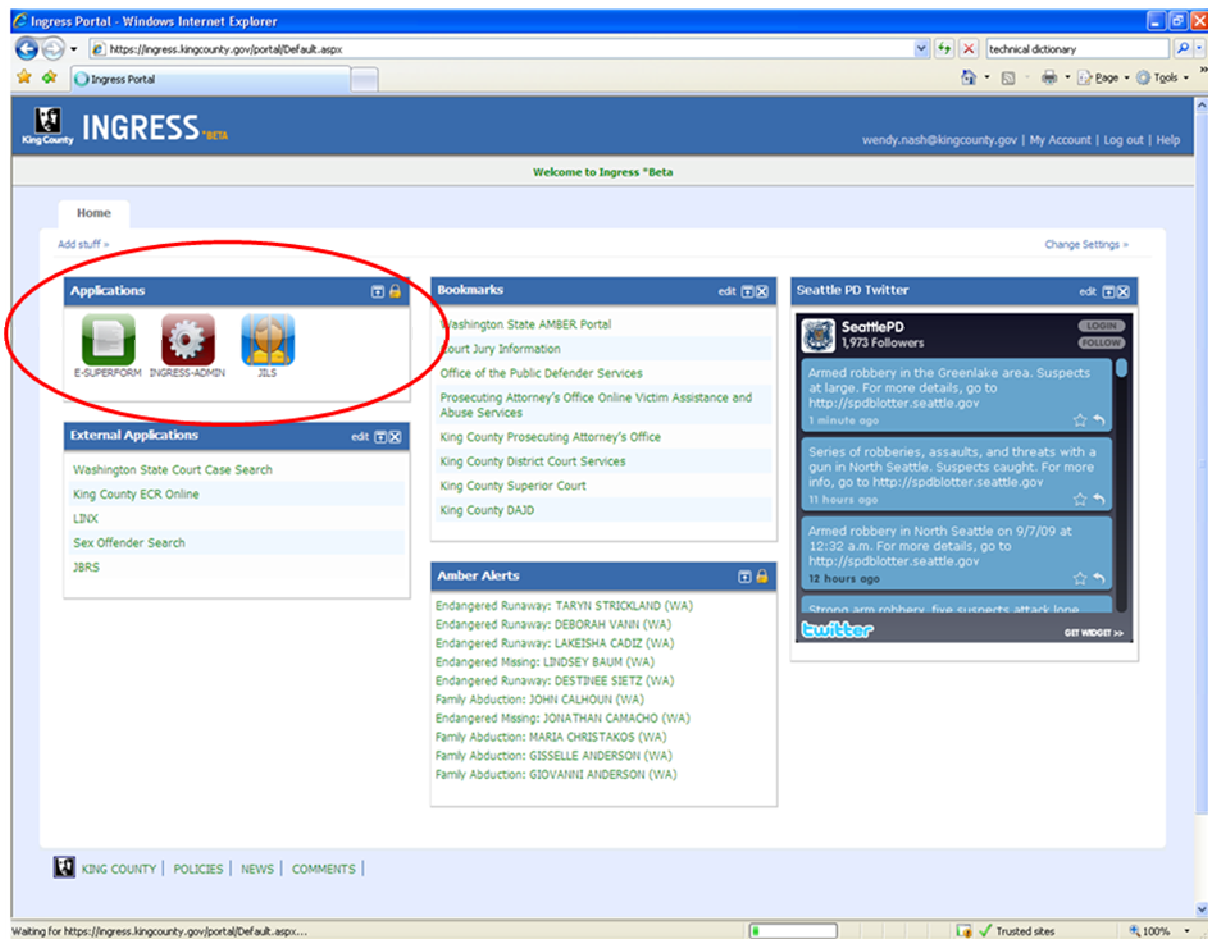 Ingress Portal - Windows Internet Explorer
https://ingress.kingcounty.gov/portal/Default.aspx
technical dictionary
Ingress Portal
Page
Tools
King County
INGRESS *BETA
wendy.nash@kingcounty.gov | My Account | Log out | Help
Welcome to Ingress *Beta
Home
Add stuff »
Change Settings »
Applications
E-SUPERFORM
INGRESS-ADMIN
JILS
External Applications
edit
Washington State Court Case Search
King County ECR Online
LINX
Sex Offender Search
JBRS
Bookmarks
edit
Washington State AMBER Portal
Court Jury Information
Office of the Public Defender Services
Prosecuting Attorney's Office Online Victim Assistance and
Abuse Services
King County Prosecuting Attorney's Office
King County District Court Services
King County Superior Court
King County DAJD
Amber Alerts
Endangered Runaway: TARYN STRICKLAND (WA)
Endangered Runaway: DEBORAH VANN (WA)
Endangered Runaway: LAKEISHA CADIZ (WA)
Endangered Missing: LINDSEY BAUM (WA)
Endangered Runaway: DESTINEE SIETZ (WA)
Family Abduction: JOHN CALHOUN (WA)
Endangered Missing: JONATHAN CAMACHO (WA)
Family Abduction: MARIA CHRISTAKOS (WA)
Family Abduction: GISSELLE ANDERSON (WA)
Family Abduction: GIOVANNI ANDERSON (WA)
Seattle PD Twitter
edit
SeattlePD
1,973 Followers
LOGIN
FOLLOW
Armed robbery in the Greenlake area. Suspects
at large. For more details, go to
http://spdblotter.seattle.gov
1 minute ago
Series of robberies, assaults, and threats with a
gun in North Seattle. Suspects caught. For more
info, go to http://spdblotter.seattle.gov
11 hours ago
Armed robbery in North Seattle on 9/7/09 at
12:32 a.m. For more details, go to
http://spdblotter.seattle.gov
12 hours ago
Strong arm robbery, five suspects attack lone
twitter
GET WIDGET >>
KING COUNTY | POLICIES | NEWS | COMMENTS |
Waiting for https://ingress.kingcounty.gov/portal/Default.aspx...
Trusted sites
100%